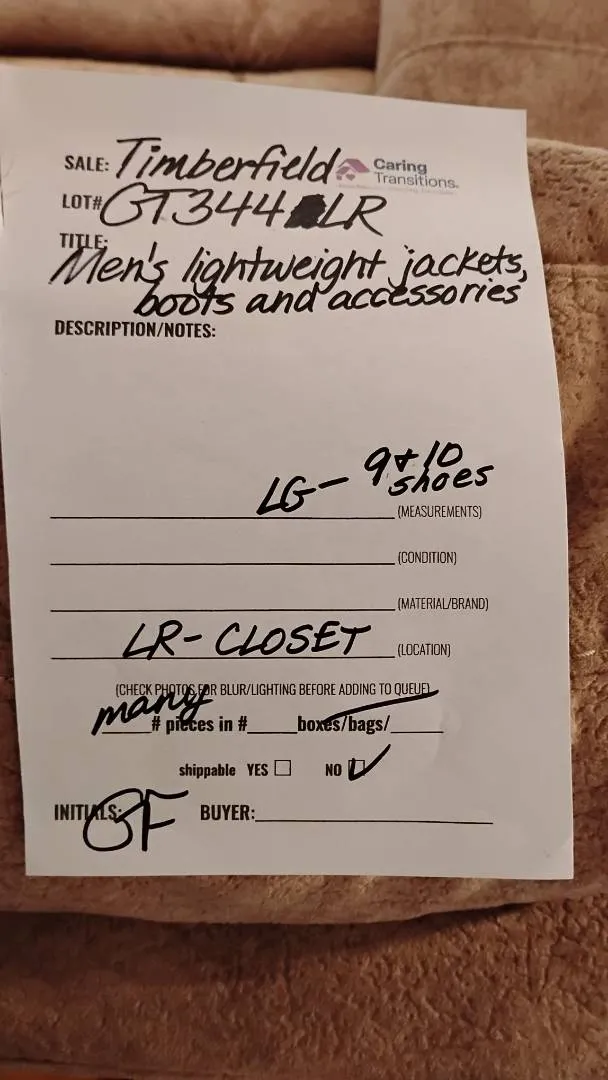 SALE: Timberfield Caring Transitions.
LOT# GT344 LR
TITLE:
Men's lightweight jackets,
boots and accessories
DESCRIPTION/NOTES:
LG- 9+10 shoes (MEASUREMENTS)
(CONDITION)
(MATERIAL/BRAND)
LR- CLOSET (LOCATION)
(CHECK PHOTOS FOR BLUR/LIGHTING BEFORE ADDING TO QUEUE)
many # pieces in # boxes/bags/
shippable YES NO
INITIALS: GF BUYER: